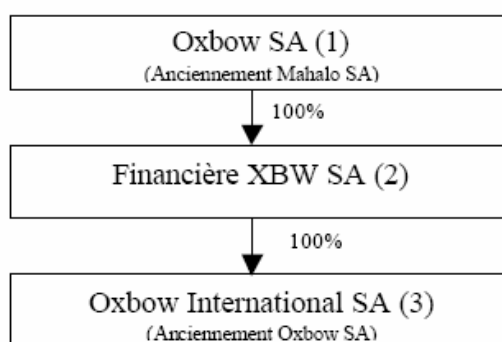 Oxbow SA (1)
(Anciennement Mahalo SA)
100%
Financière XBW SA (2)
100%
Oxbow International SA (3)
(Anciennement Oxbow SA)